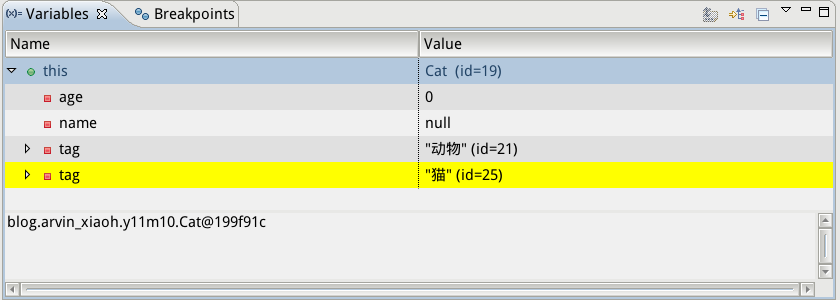 (x)= Variables Breakpoints
Name Value
this Cat (id=19)
age 0
name null
tag "动物" (id=21)
tag "猫" (id=25)
blog.arvin_xiaoh.y11m10.Cat@199f91c